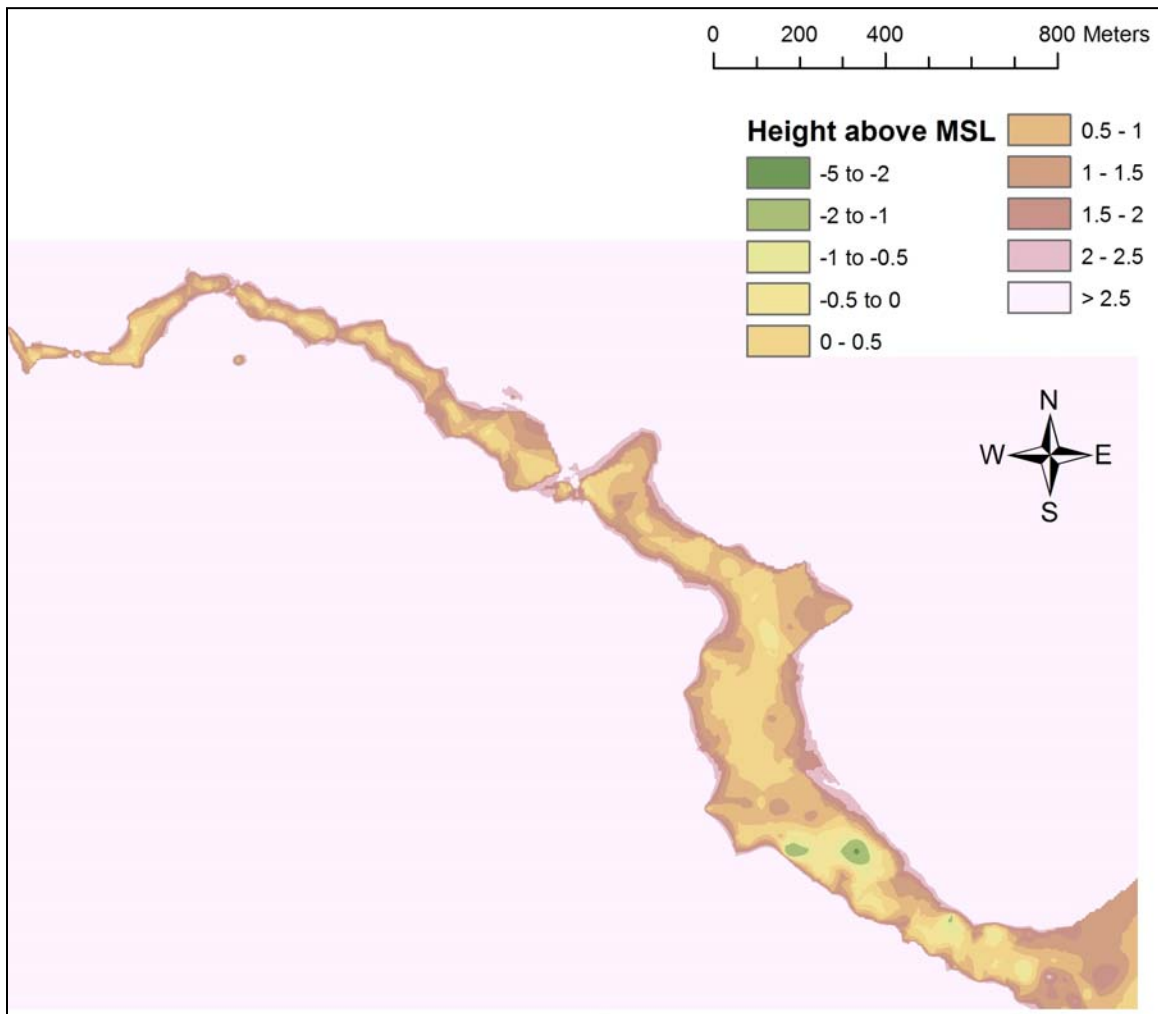 0 200 400 800 Meters
Height above MSL
-5 to -2
-2 to -1
-1 to -0.5
-0.5 to 0
0 - 0.5
0.5 - 1
1 - 1.5
1.5 - 2
2 - 2.5
> 2.5
N
W E
S